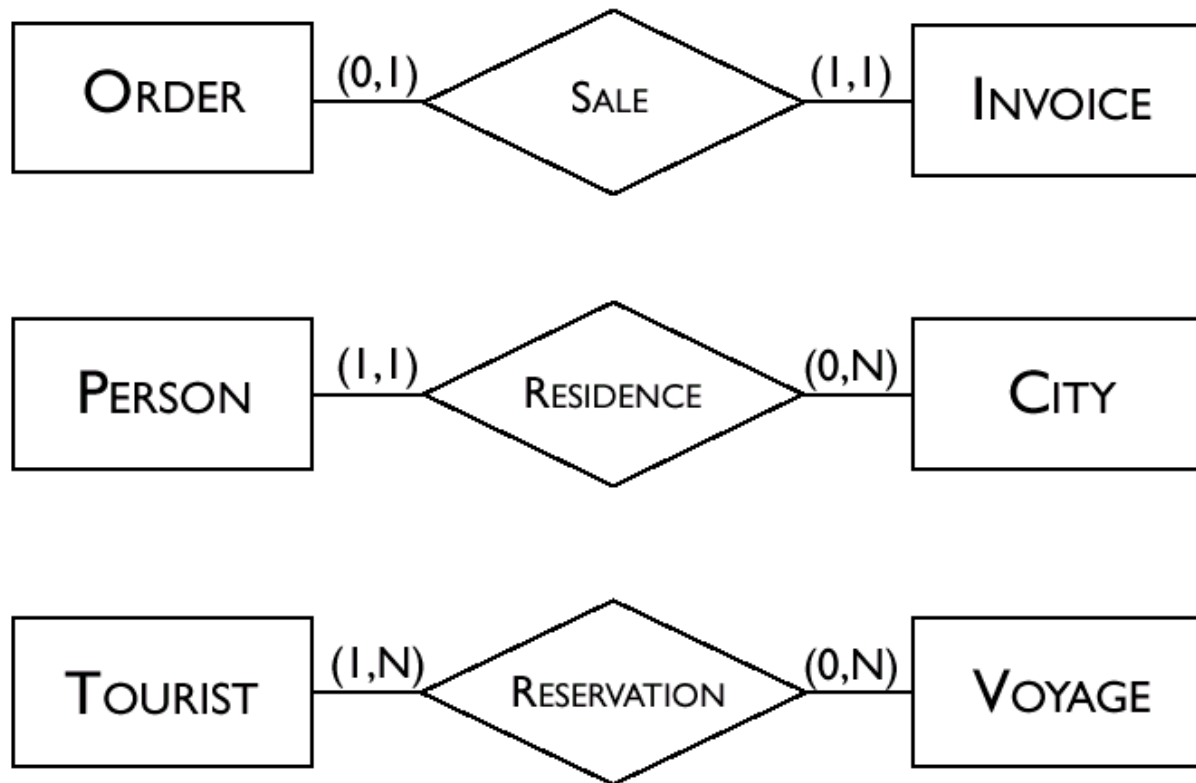 ORDER (0,1) SALE (1,1) INVOICE
PERSON (1,1) RESIDENCE (0,N) CITY
TOURIST (1,N) RESERVATION (0,N) VOYAGE